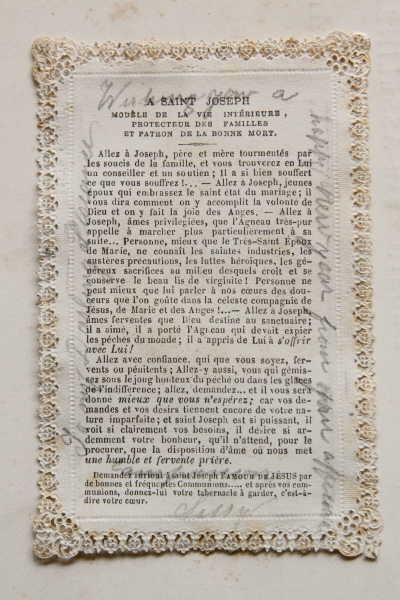 Wishing you a
A SAINT JOSEPH
MODÈLE DE LA VIE INTÉRIEURE,
PROTECTEUR DES FAMILLES
ET PATRON DE LA BONNE MORT.
Allez à Joseph, père et mère tourmentés par
les soucis de la famille, et vous trouverez en Lui
un conseiller et un soutien; Il a si bien souffert
ce que vous souffrez!... — Allez à Joseph, jeunes
époux qui embrassez le saint état du mariage; il
vous dira comment on y accomplit la volonté de
Dieu et on y fait la joie des Anges. — Allez à
Joseph, âmes privilégiées, que l'Agneau très-pur
appelle à marcher plus particulièrement à sa
suite... Personne, mieux que le Très-Saint Époux
de Marie, ne connaît les saintes industries, les
austères précautions, les luttes héroïques, les gé-
néreux sacrifices au milieu desquels croît et se
conserve le beau lis de virginité! Personne ne
peut mieux que lui parler à nos cœurs des dou-
ceurs que l'on goûte dans la céleste compagnie de
Jésus, de Marie et des Anges!...— Allez à Joseph,
âmes ferventes que Dieu destine au sanctuaire;
il a aimé, il a porté l'Agneau qui devait expier
les péchés du monde; il a appris de Lui à s'offrir
avec Lui!
Allez avec confiance, qui que vous soyez, fer-
vents ou pénitents; Allez-y aussi, vous qui gémis-
sez sous le joug honteux du péché ou dans les glaces
de l'indifférence; allez, demandez... et il vous sera
donné mieux que vous n'espérez; car vos de-
mandes et vos désirs tiennent encore de votre na-
ture imparfaite; et saint Joseph est si puissant, il
voit si clairement vos besoins, il désire si ar-
demment votre bonheur, qu'il n'attend, pour le
procurer, que la disposition d'âme où nous met
une humble et fervente prière.
Demandez surtout à saint Joseph l'AMOUR DE JÉSUS par
de bonnes et fréquentes Communions..... et après vos com-
munions, donnez-lui votre tabernacle à garder, c'est-à-
dire votre cœur.
happy New Year from your